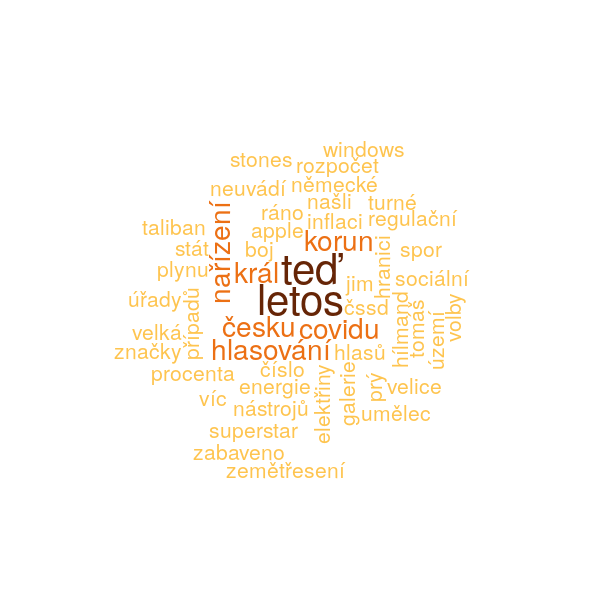 windows
stones
rozpočet
neuvádí
německé
našli
turné
ráno
inflaci
regulační
taliban
apple
nařízení
korun
stát
boj
hranici
spor
plynu
král
teď
jim
sociální
úřadyů
letos
čssd
případů
hílmand
tomáš
volby
území
velká.
česku
covidu
značky
hlasování
hlasů
procenta
číslo
energie
elektřiny
galerie
prý
velice
víc
nástrojů
umělec
superstar
zabaveno
zemětřesení